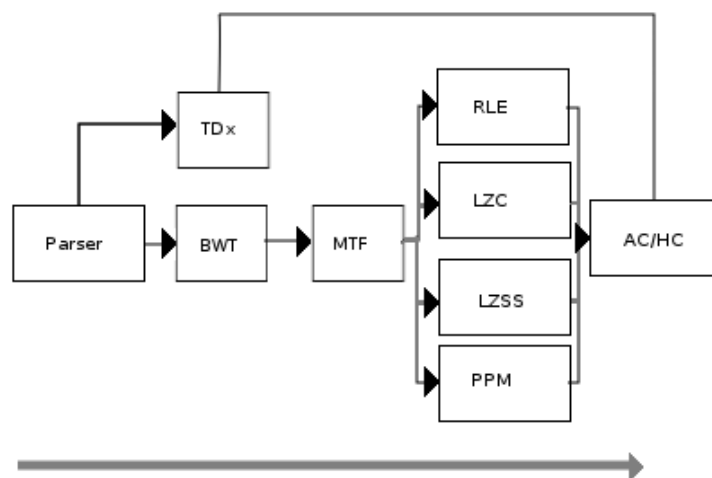 TDx
RLE
Parser
BWT
MTF
LZC
AC/HC
LZSS
PPM